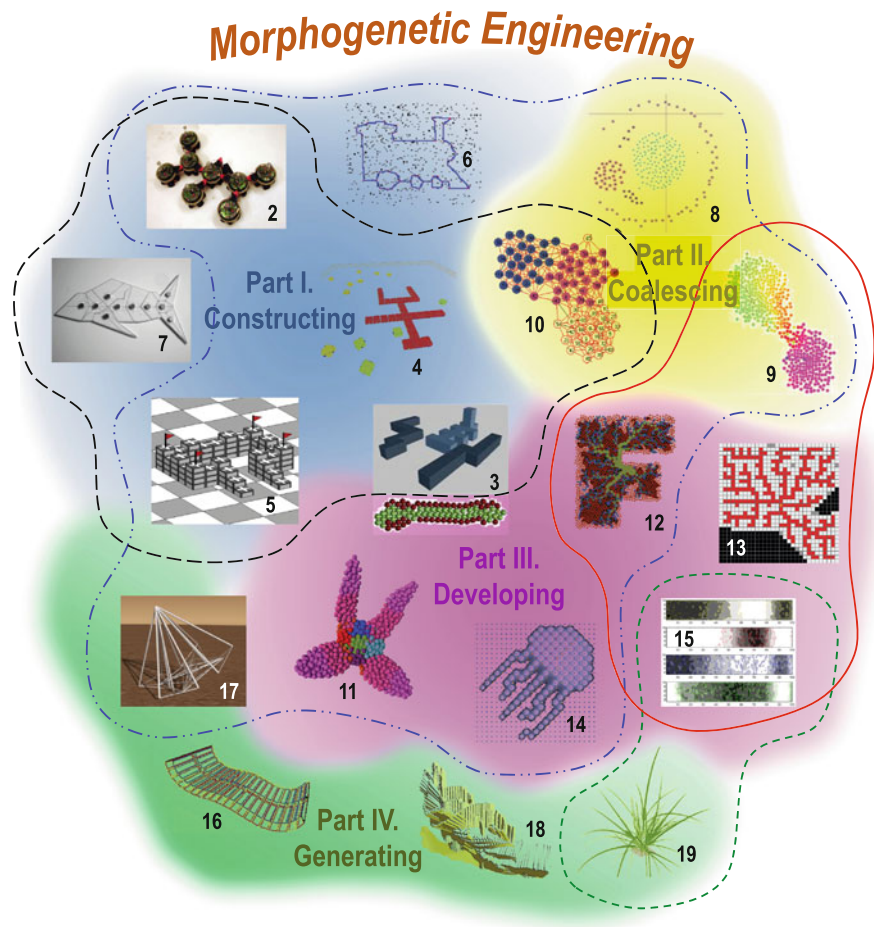 Morphogenetic Engineering
2
6
8
Part I.
Constructing
Part II.
Coalescing
7
4
10
9
5
3
12
13
Part III.
Developing
15
17
11
14
16
Part IV.
Generating
18
19